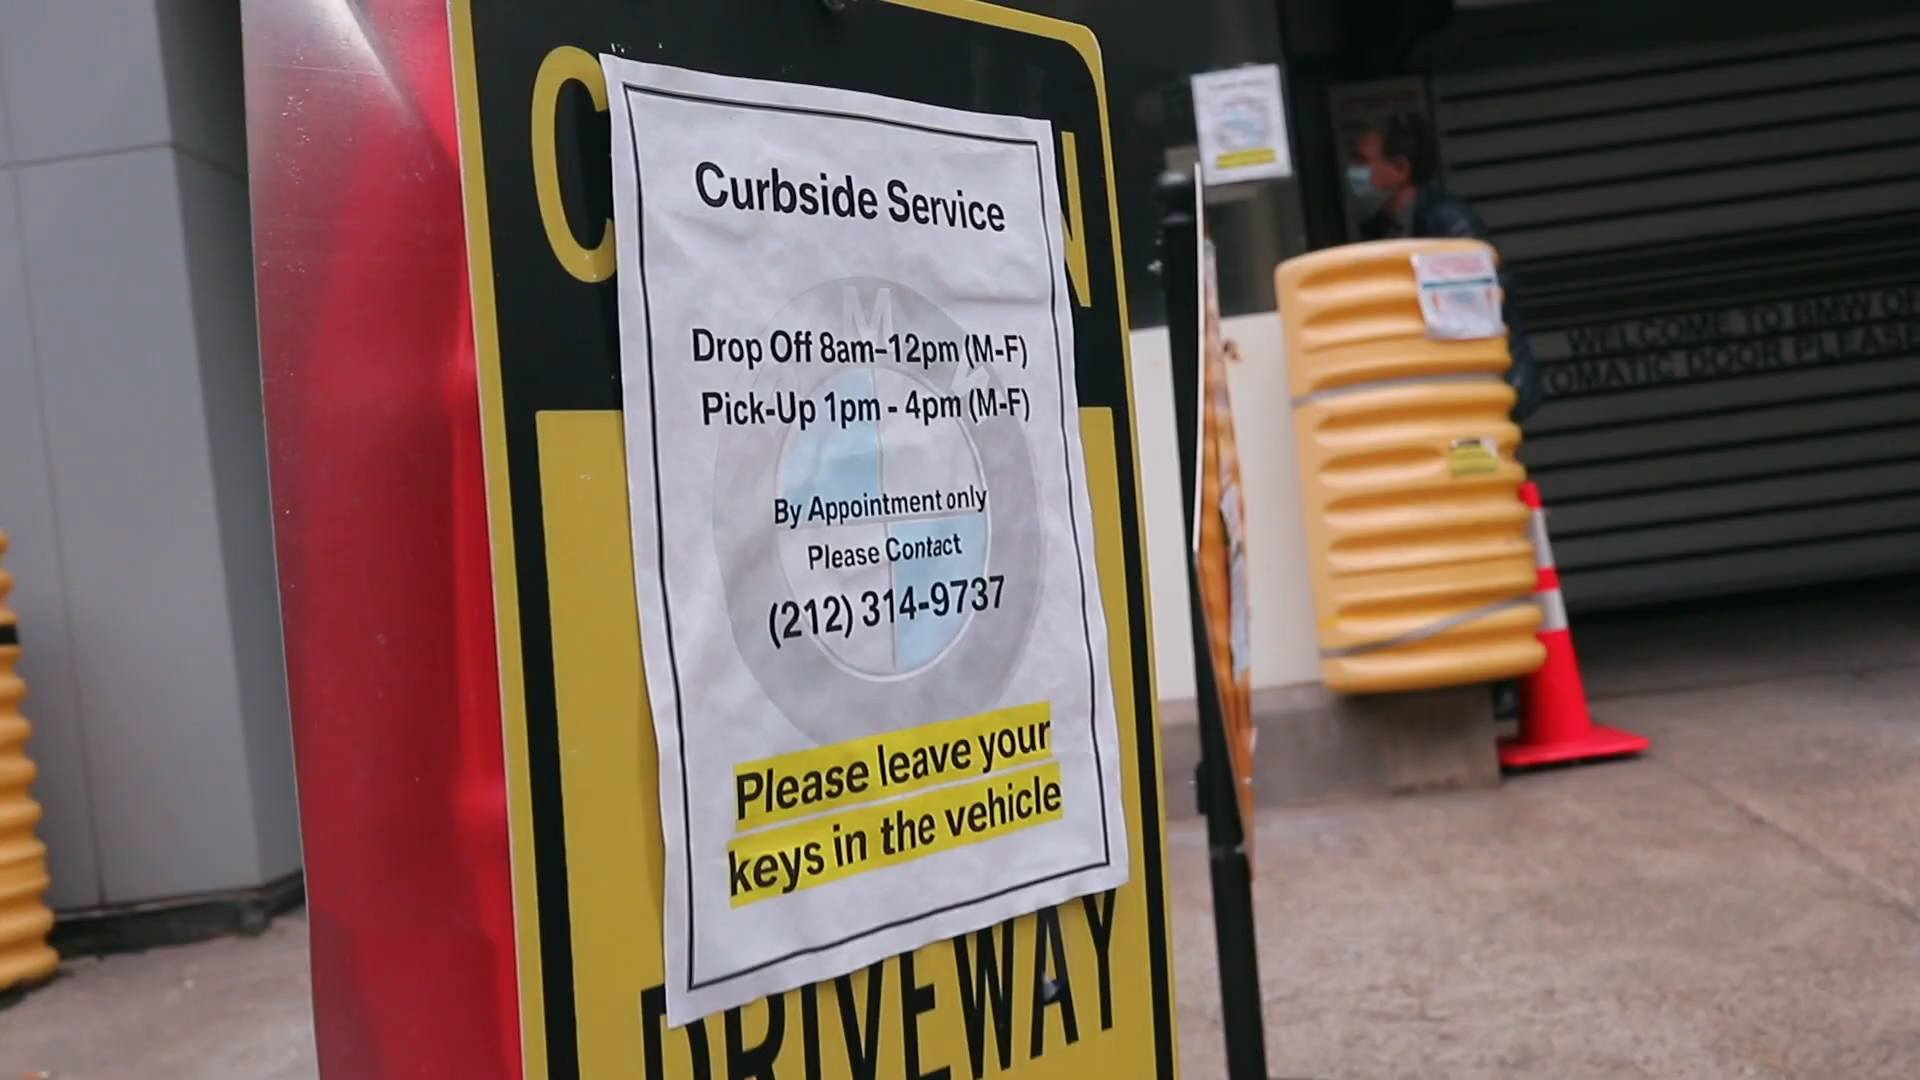 Curbside Service
Drop Off 8am-12pm (M-F)
Pick-Up 1pm - 4pm (M-F)
By Appointment only
Please Contact
(212) 314-9737
Please leave your
keys in the vehicle
DRIVEWAY
WELCOME TO BMW OF
OMATIC DOOR PLEASE